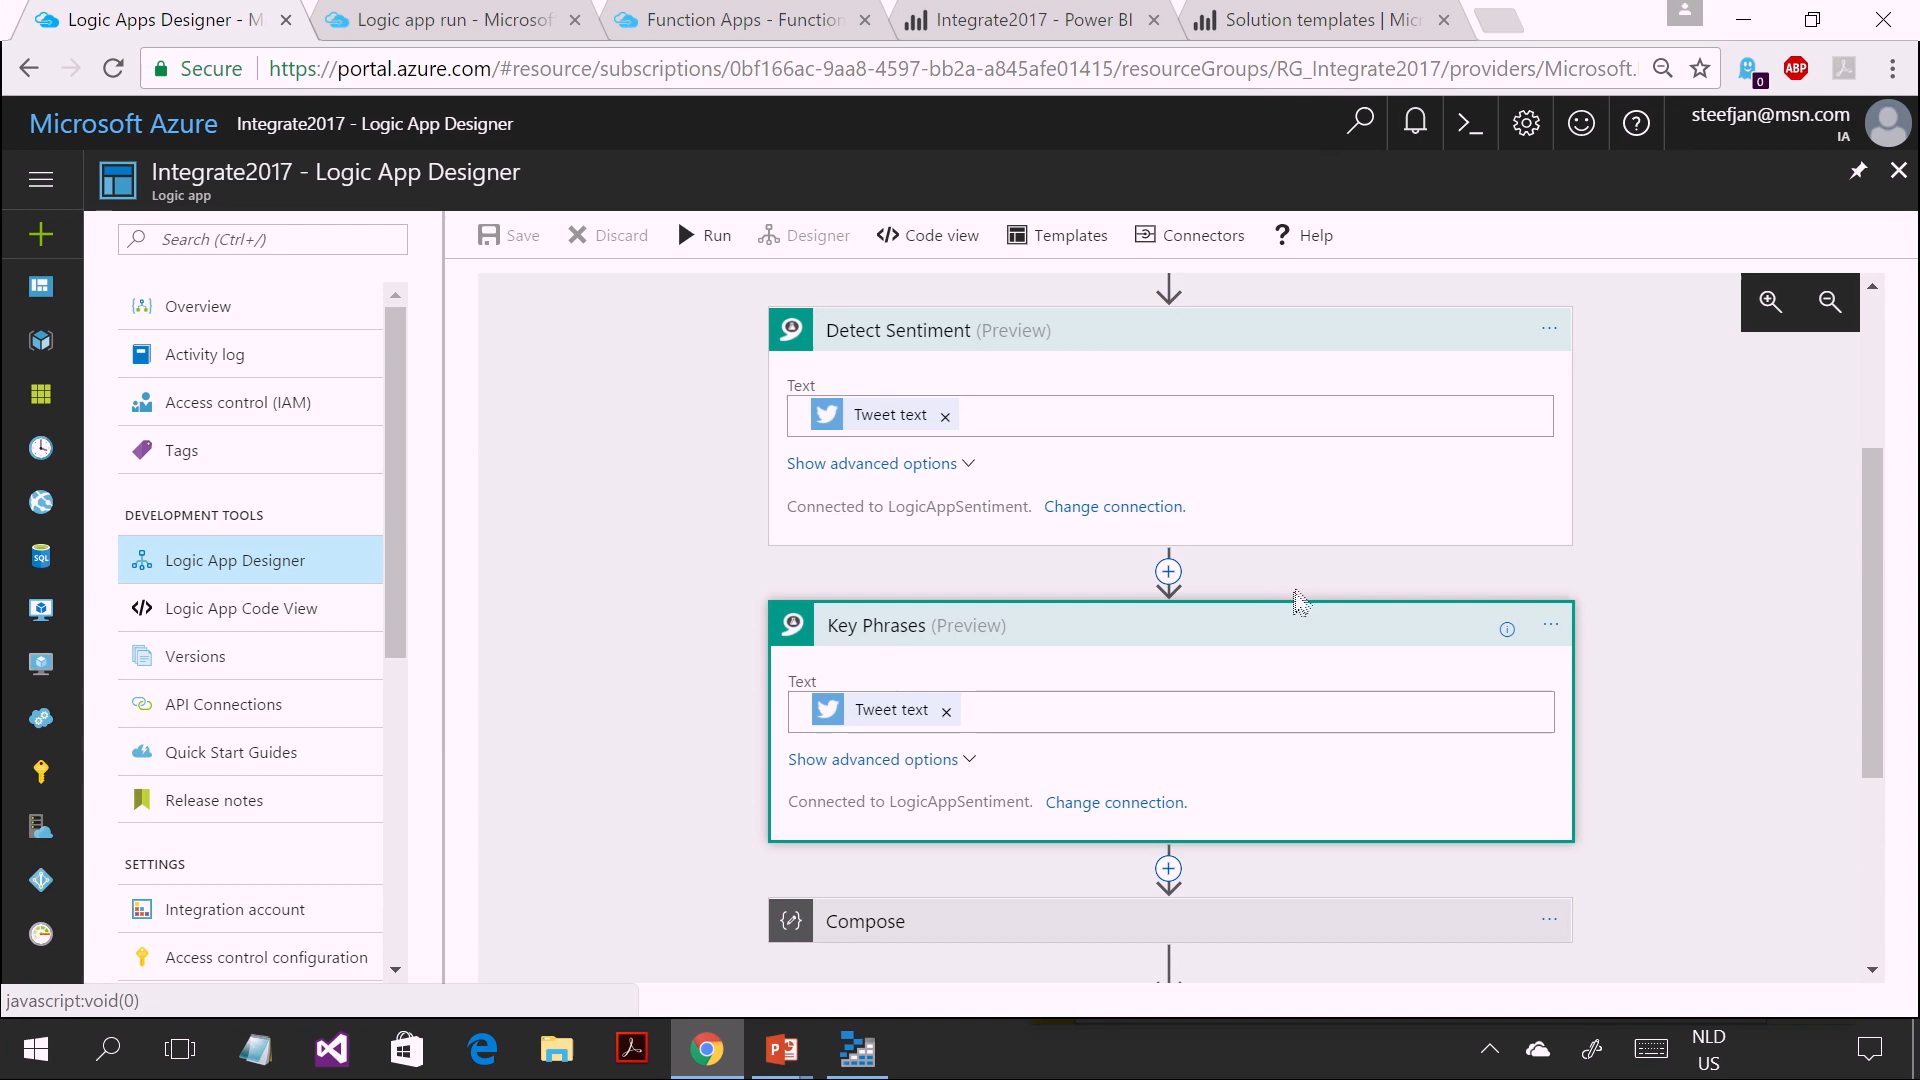 Logic Apps Designer - M
Logic app run - Microsof
Function Apps - Function
Integrate2017 - Power BI
Solution templates | Micr
Secure
https://portal.azure.com/#resource/subscriptions/0bf166ac-9aa8-4597-bb2a-a845afe01415/resourceGroups/RG_Integrate2017/providers/Microsoft.
0
ABP
Microsoft Azure
Integrate2017 - Logic App Designer
steefjan@msn.com
IA
Integrate2017 - Logic App Designer
Logic app
Search (Ctrl+/)
Save
Discard
Run
Designer
Code view
Templates
Connectors
Help
Overview
Activity log
Access control (IAM)
Tags
DEVELOPMENT TOOLS
Logic App Designer
Logic App Code View
Versions
API Connections
Quick Start Guides
Release notes
SETTINGS
Integration account
Access control configuration
SQL
Detect Sentiment (Preview)
...
Text
Tweet text ×
Show advanced options
Connected to LogicAppSentiment. Change connection.
Key Phrases (Preview)
...
Text
Tweet text ×
Show advanced options
Connected to LogicAppSentiment. Change connection.
Compose
...
javascript:void(0)
NLD
US